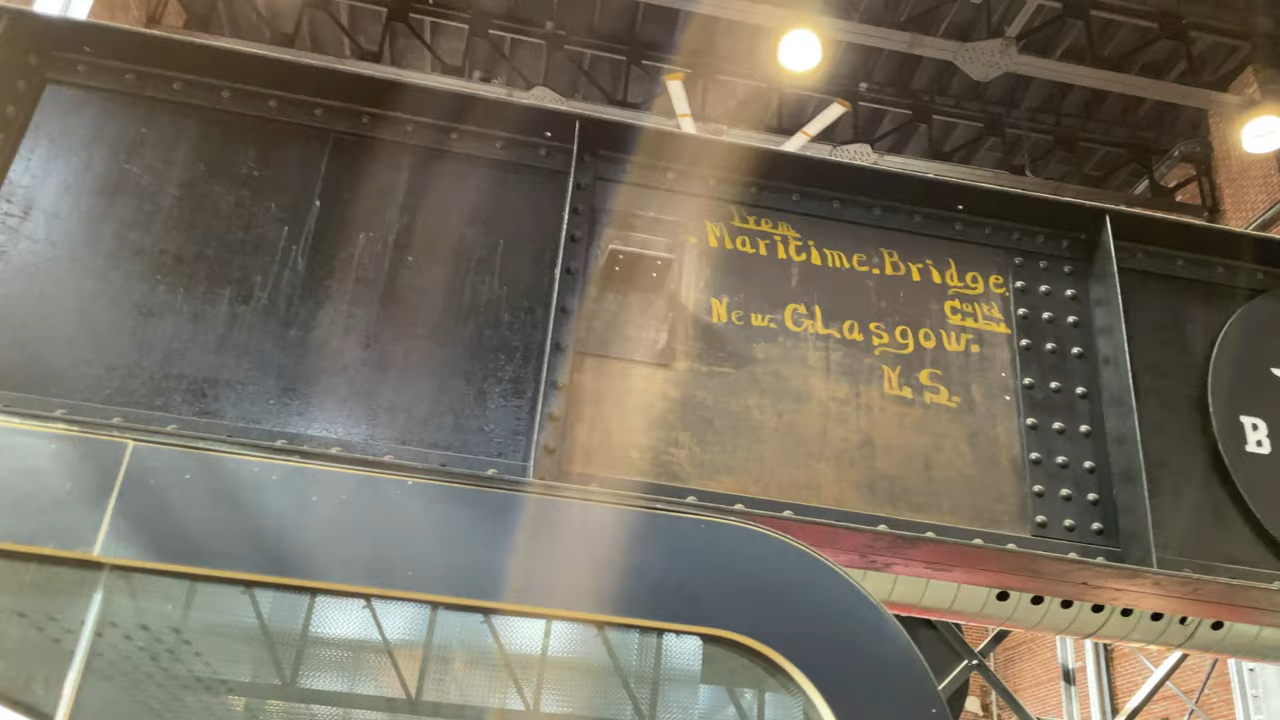 From
Maritime. Bridge.
Co Ltd.
New. GLasgow.
N. S.
B